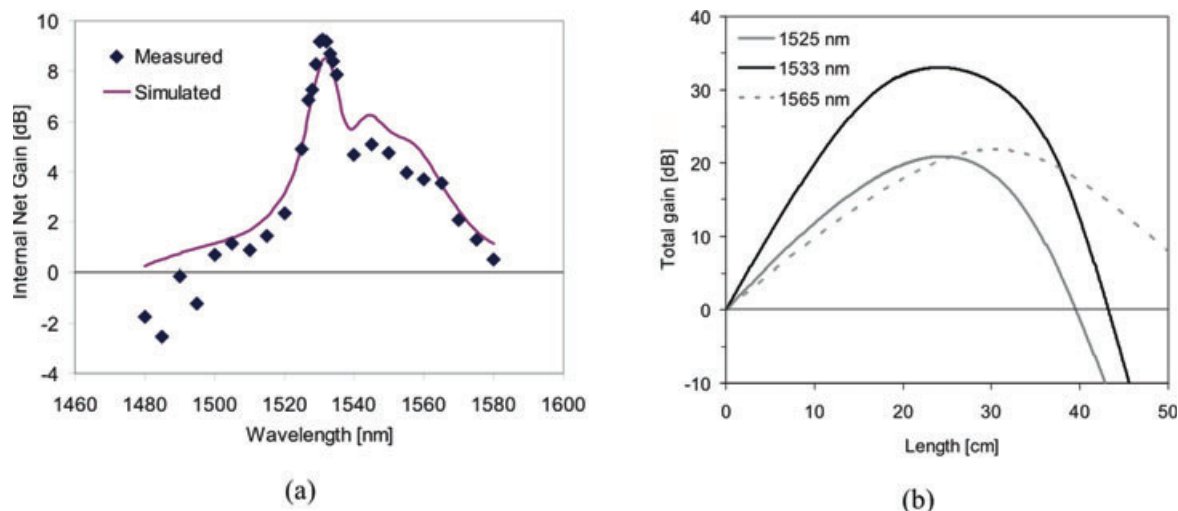 Internal Net Gain [dB]
10
8
6
4
2
0
-2
-4
Measured
Simulated
1460 1480 1500 1520 1540 1560 1580 1600
Wavelength [nm]
(a)
Total gain [dB]
40
30
20
10
0
-10
1525 nm
1533 nm
1565 nm
0 10 20 30 40 50
Length [cm]
(b)